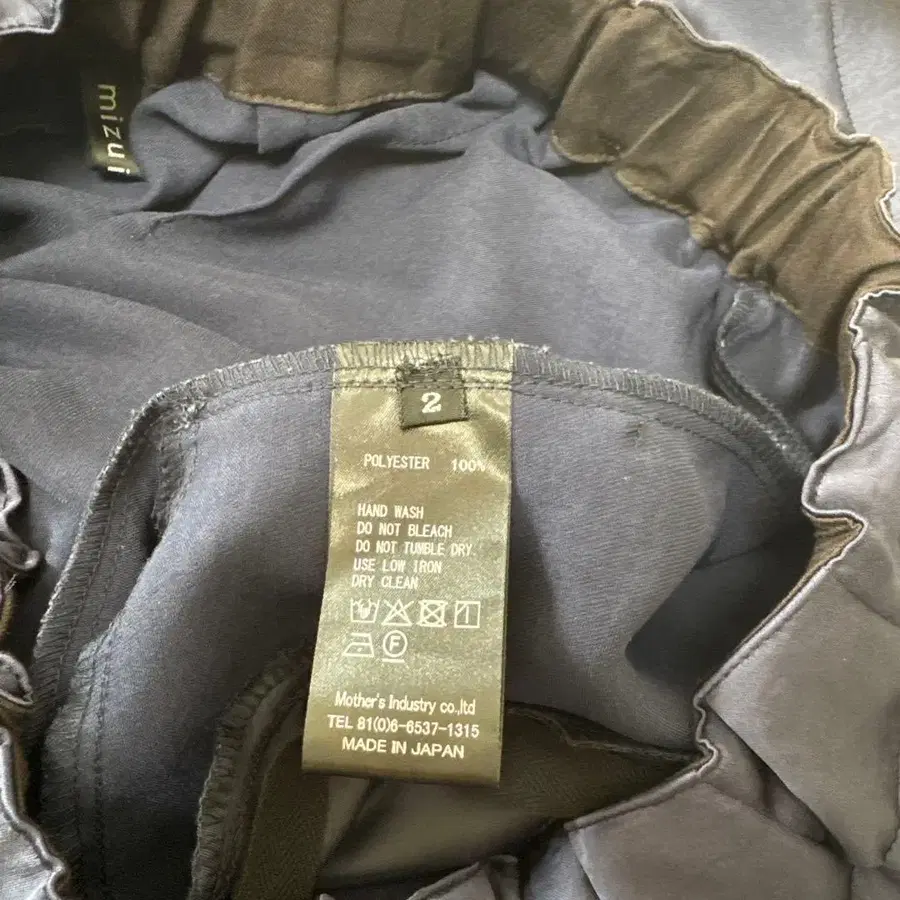 mizui
2
POLYESTER 100%
HAND WASH
DO NOT BLEACH
DO NOT TUMBLE DRY.
USE LOW IRON
DRY CLEAN
F
Mother's Industry co.,ltd
TEL 81(0)6-6537-1315
MADE IN JAPAN